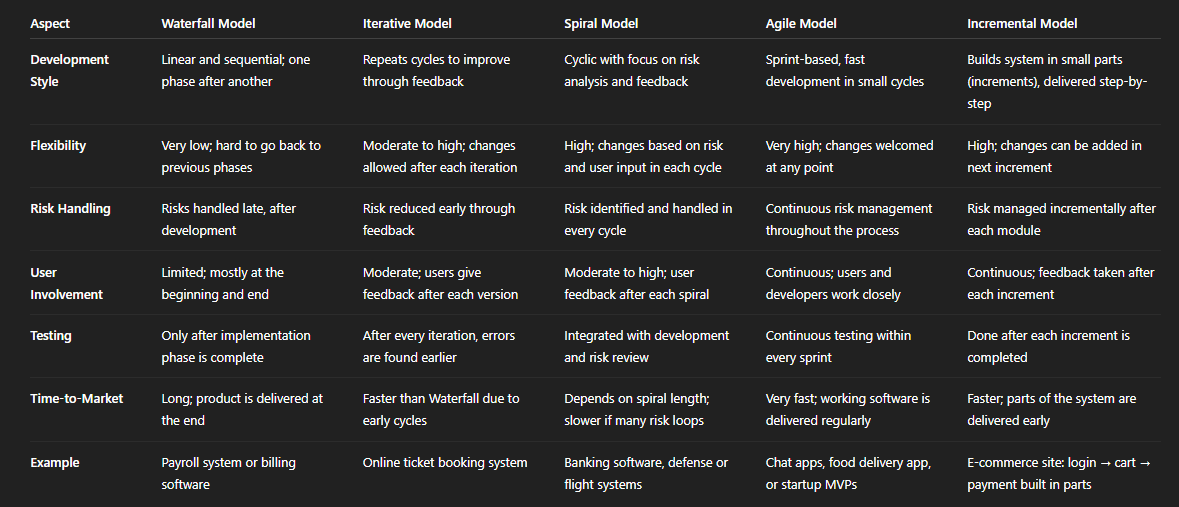 Aspect Waterfall Model Iterative Model Spiral Model Agile Model Incremental Model
Development Linear and sequential; one Repeats cycles to improve Cyclic with focus on risk Sprint-based, fast Builds system in small parts
Style phase after another through feedback analysis and feedback development in small cycles (increments), delivered step-by-
step
Flexibility Very low; hard to go back to Moderate to high; changes High; changes based on risk Very high; changes welcomed High; changes can be added in
previous phases allowed after each iteration and user input in each cycle at any point next increment
Risk Handling Risks handled late, after Risk reduced early through Risk identified and handled in Continuous risk management Risk managed incrementally after
development feedback every cycle throughout the process each module
User Limited; mostly at the Moderate; users give Moderate to high; user Continuous; users and Continuous; feedback taken after
Involvement beginning and end feedback after each version feedback after each spiral developers work closely each increment
Testing Only after implementation After every iteration, errors Integrated with development Continuous testing within Done after each increment is
phase is complete are found earlier and risk review every sprint completed
Time-to-Market Long; product is delivered at Faster than Waterfall due to Depends on spiral length; Very fast; working software is Faster; parts of the system are
the end early cycles slower if many risk loops delivered regularly delivered early
Example Payroll system or billing Online ticket booking system Banking software, defense or Chat apps, food delivery app, E-commerce site: login → cart →
software flight systems or startup MVPs payment built in parts